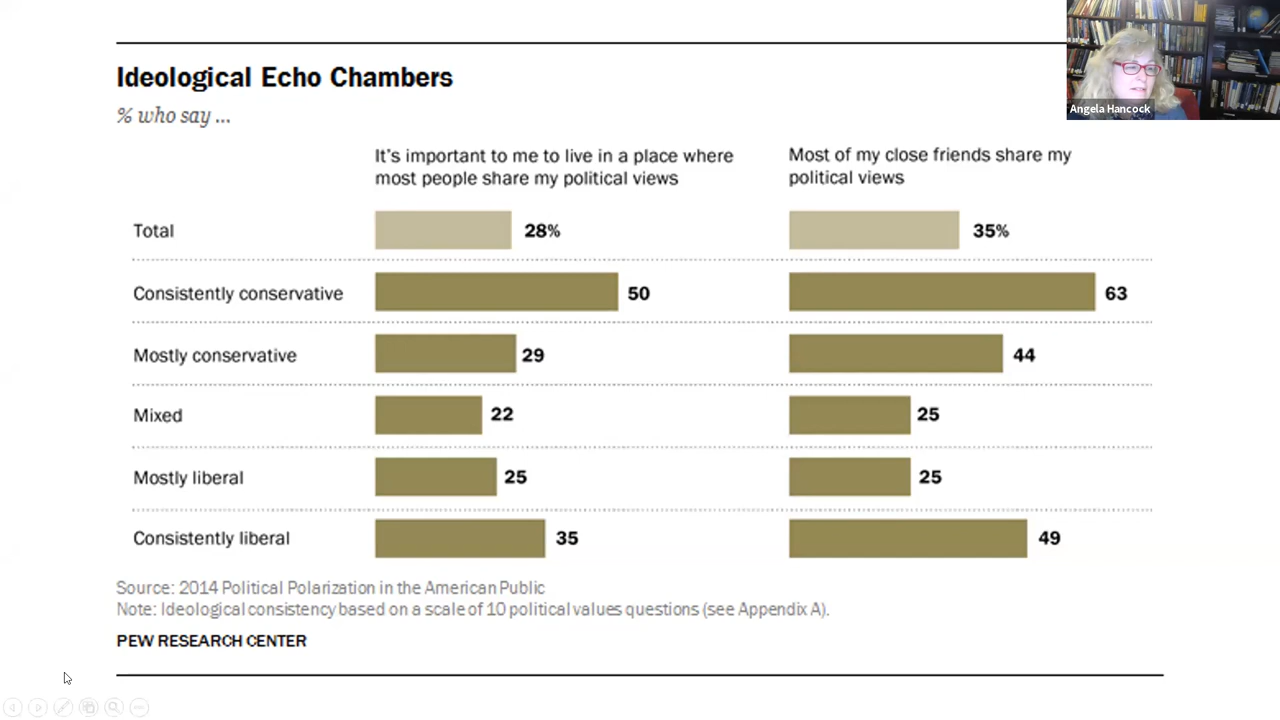 Ideological Echo Chambers
% who say ...
Angela Hancock
It's important to me to live in a place where
most people share my political views
Most of my close friends share my
political views
Total 28% 35%
Consistently conservative 50 63
Mostly conservative 29 44
Mixed 22 25
Mostly liberal 25 25
Consistently liberal 35 49
Source: 2014 Political Polarization in the American Public
Note: Ideological consistency based on a scale of 10 political values questions (see Appendix A).
PEW RESEARCH CENTER